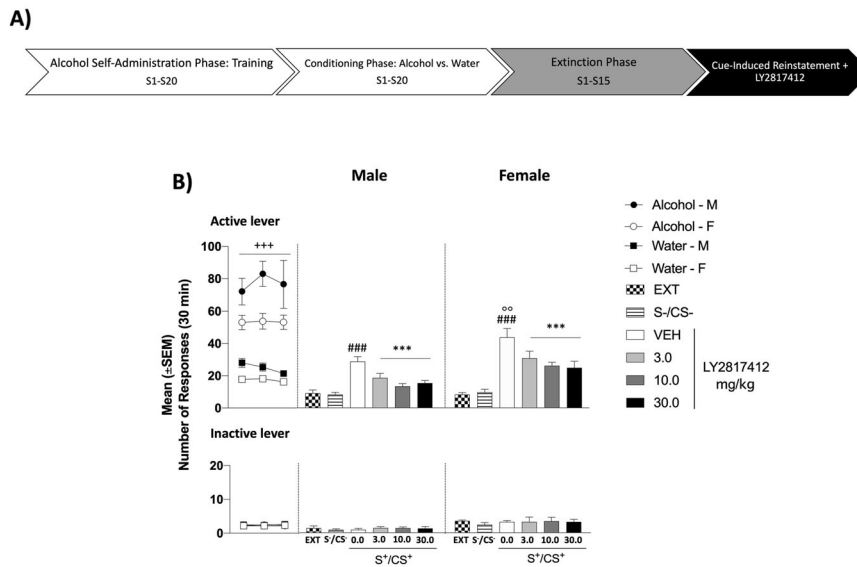 A)
Alcohol Self-Administration Phase: Training
S1-S20
Conditioning Phase: Alcohol vs. Water
S1-S20
Extinction Phase
S1-S15
Cue-Induced Reinstatement +
LY2817412
B)
Male
Female
Active lever
Mean (±SEM)
Number of Responses (30 min)
100
80
60
40
20
0
+++
###
***
°°
###
***
Alcohol - M
Alcohol - F
Water - M
Water - F
EXT
S-/CS-
VEH
3.0
10.0
30.0
LY2817412
mg/kg
Inactive lever
20
10
0
EXT S-/CS- 0.0 3.0 10.0 30.0
S+/CS+
EXT S-/CS- 0.0 3.0 10.0 30.0
S+/CS+